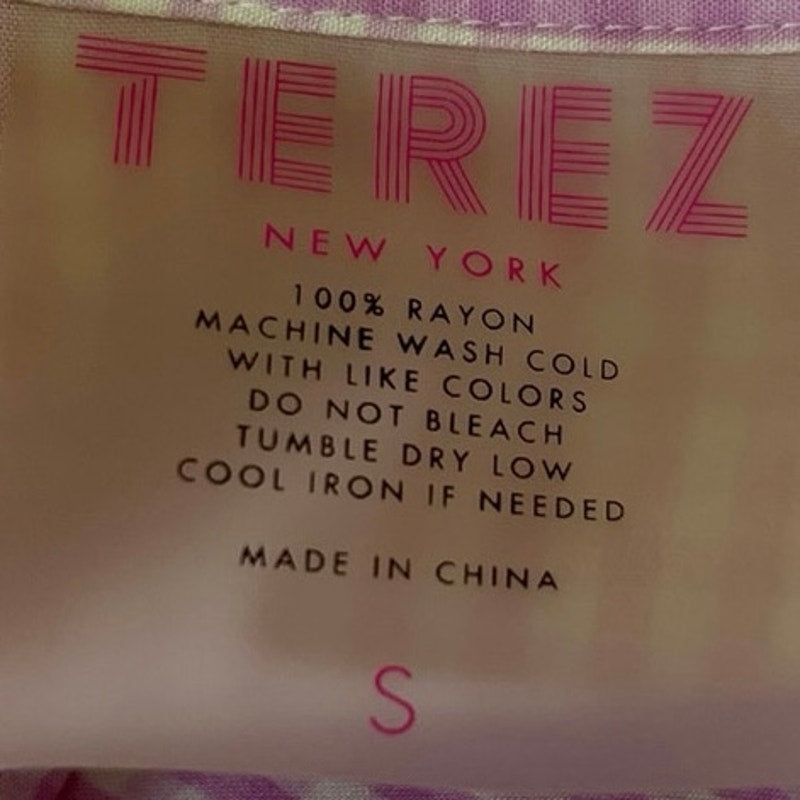 TEREZ
NEW YORK
100% RAYON
MACHINE WASH COLD
WITH LIKE COLORS
DO NOT BLEACH
TUMBLE DRY LOW
COOL IRON IF NEEDED
MADE IN CHINA
S